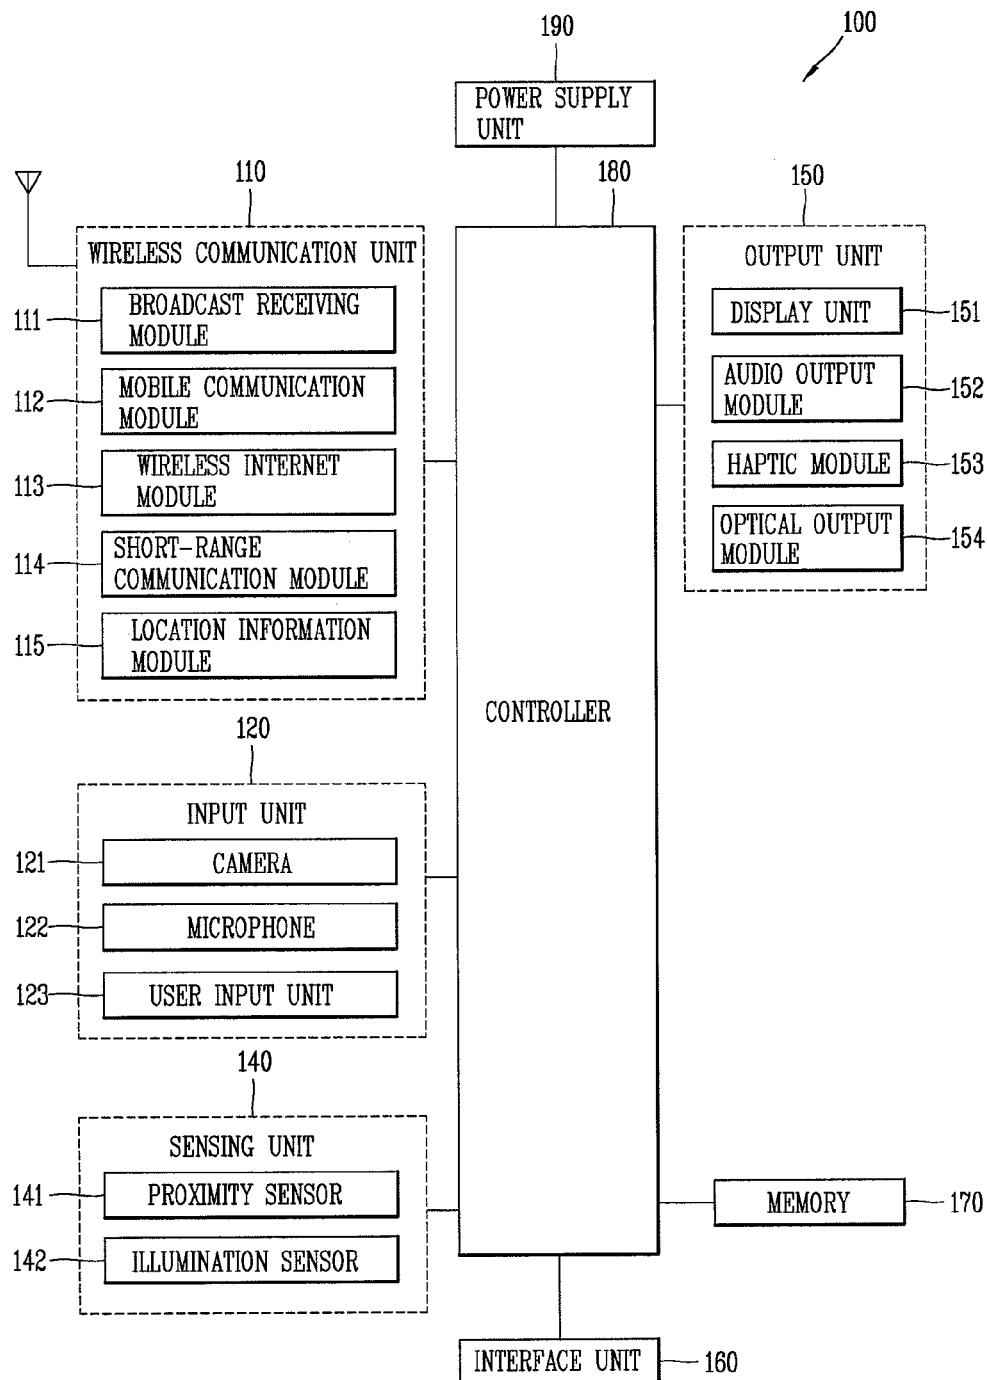 100
190
POWER SUPPLY
UNIT
110
180
150
WIRELESS COMMUNICATION UNIT
111
BROADCAST RECEIVING
MODULE
112
MOBILE COMMUNICATION
MODULE
113
WIRELESS INTERNET
MODULE
114
SHORT-RANGE
COMMUNICATION MODULE
115
LOCATION INFORMATION
MODULE
OUTPUT UNIT
DISPLAY UNIT
151
AUDIO OUTPUT
MODULE
152
HAPTIC MODULE
153
OPTICAL OUTPUT
MODULE
154
CONTROLLER
120
INPUT UNIT
121
CAMERA
122
MICROPHONE
123
USER INPUT UNIT
140
SENSING UNIT
141
PROXIMITY SENSOR
142
ILLUMINATION SENSOR
MEMORY
170
INTERFACE UNIT
160